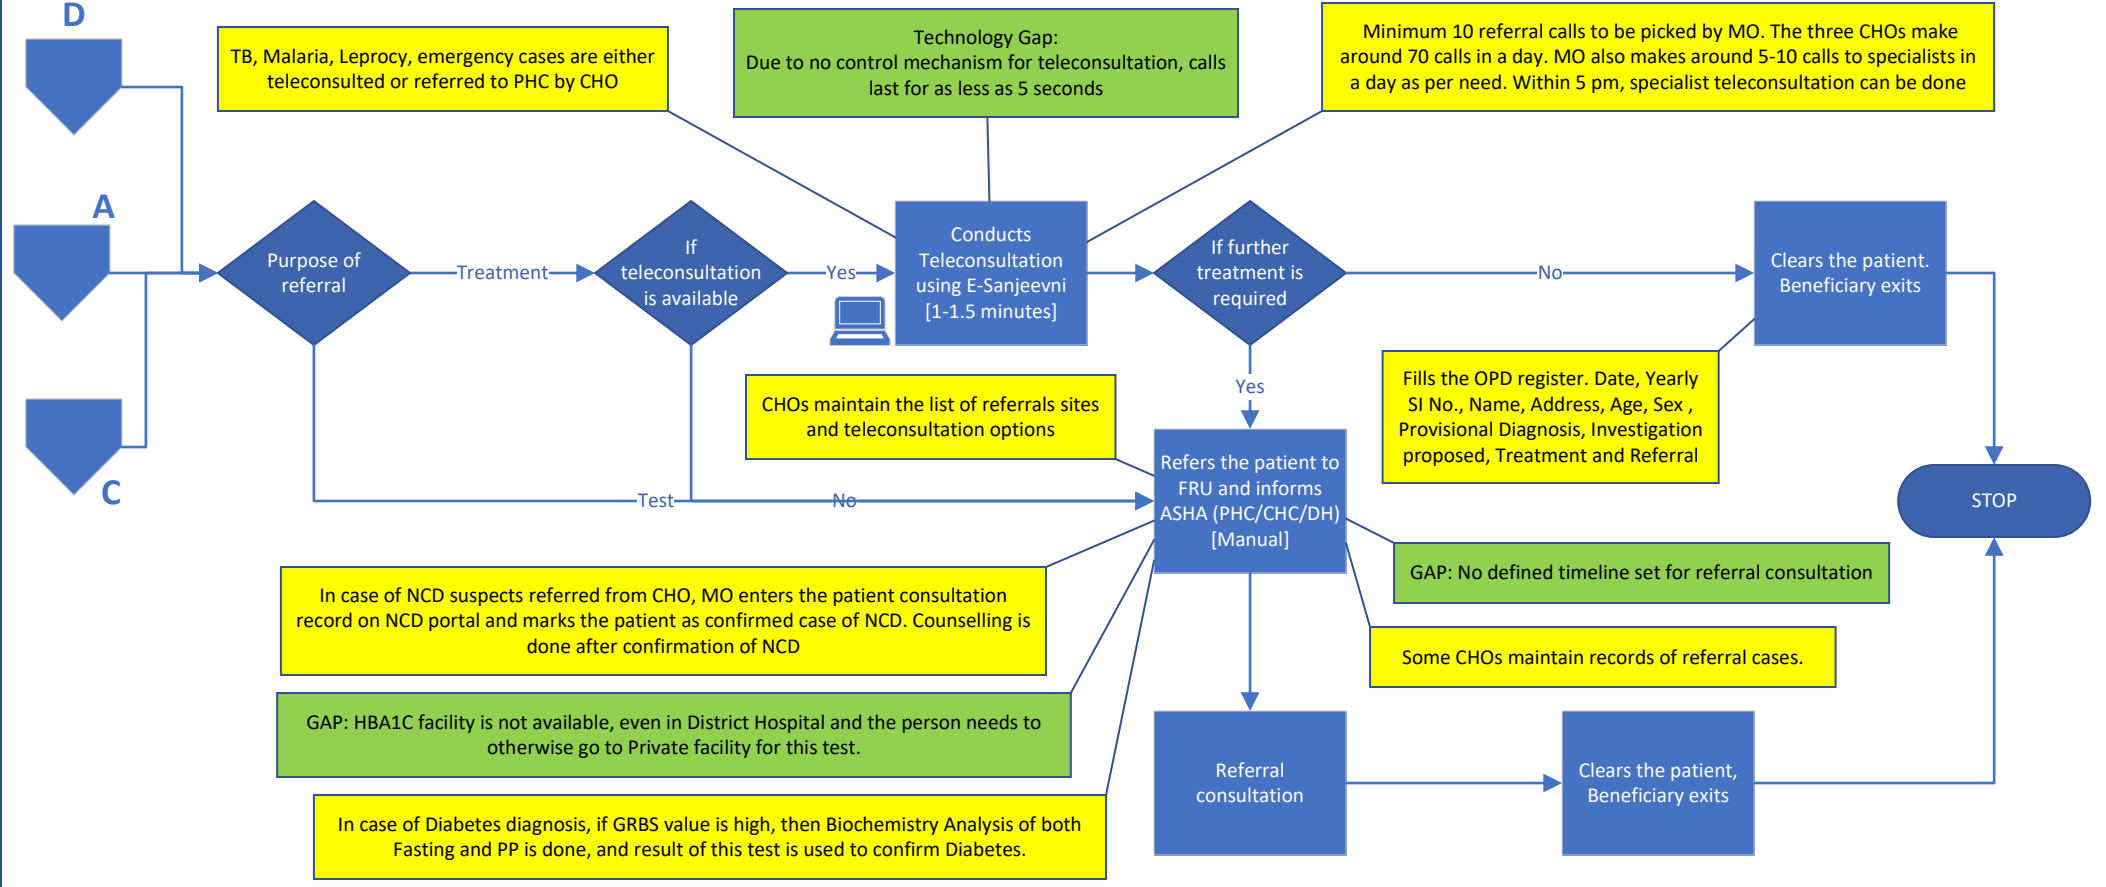 D
TB, Malaria, Leprocy, emergency cases are either
teleconsulted or referred to PHC by CHO
Technology Gap:
Due to no control mechanism for teleconsultation, calls
last for as less as 5 seconds
Minimum 10 referral calls to be picked by MO. The three CHOs make
around 70 calls in a day. MO also makes around 5-10 calls to specialists in
a day as per need. Within 5 pm, specialist teleconsultation can be done
A
Purpose of
referral
Treatment
If
teleconsultation
is available
Yes
Conducts
Teleconsultation
using E-Sanjeevni
[1-1.5 minutes]
If further
treatment is
required
No
Clears the patient.
Beneficiary exits
Yes
CHOs maintain the list of referrals sites
and teleconsultation options
Fills the OPD register. Date, Yearly
SI No., Name, Address, Age, Sex ,
Provisional Diagnosis, Investigation
proposed, Treatment and Referral
C
Test
No
Refers the patient to
FRU and informs
ASHA (PHC/CHC/DH)
[Manual]
STOP
In case of NCD suspects referred from CHO, MO enters the patient consultation
record on NCD portal and marks the patient as confirmed case of NCD. Counselling is
done after confirmation of NCD
GAP: No defined timeline set for referral consultation
Some CHOs maintain records of referral cases.
GAP: HBA1C facility is not available, even in District Hospital and the person needs to
otherwise go to Private facility for this test.
Referral
consultation
Clears the patient,
Beneficiary exits
In case of Diabetes diagnosis, if GRBS value is high, then Biochemistry Analysis of both
Fasting and PP is done, and result of this test is used to confirm Diabetes.